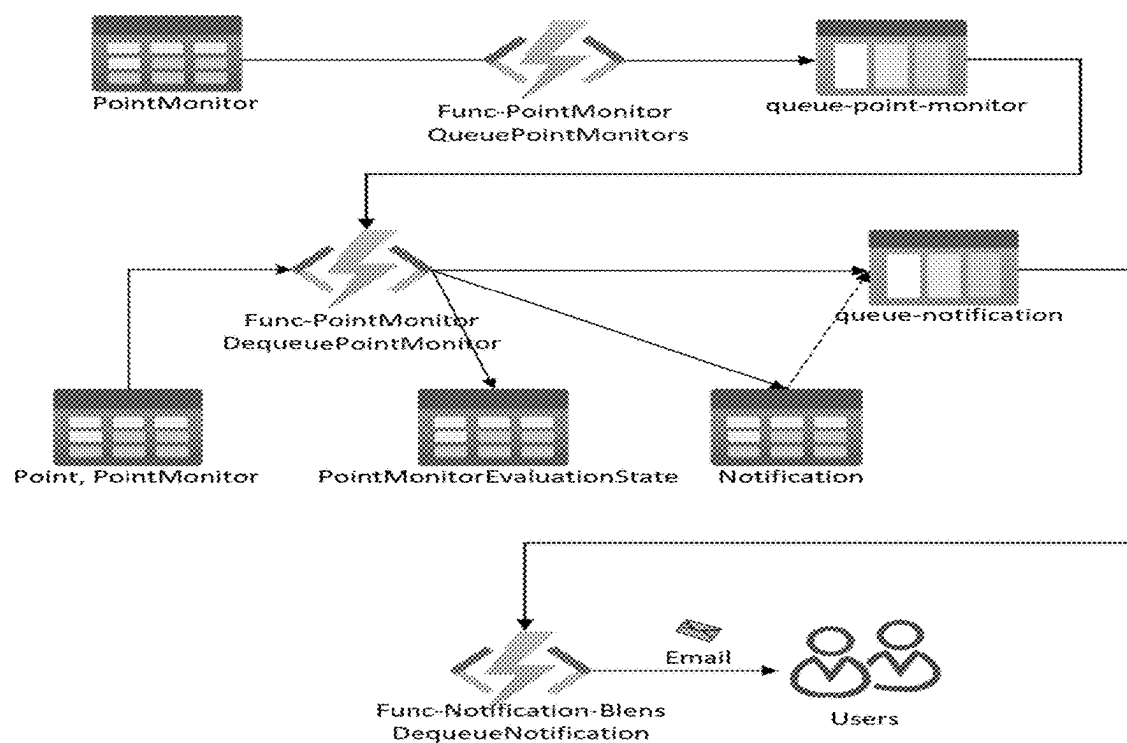 PointMonitor
Func-PointMonitor
QueuePointMonitors
queue-point-monitor
Func-PointMonitor
DequeuePointMonitor
queue-notification
Point, PointMonitor
PointMonitorEvaluationState
Notification
Email
Func-Notification-Blens
DequeueNotification
Users